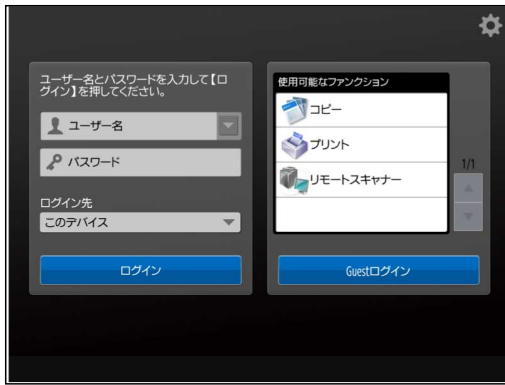 ユーザー名とパスワードを入力して【ロ
グイン】を押してください。
ユーザー名
パスワード
ログイン先
このデバイス
ログイン
使用可能なファンクション
コピー
プリント
リモートスキャナー
1/1
Guestログイン